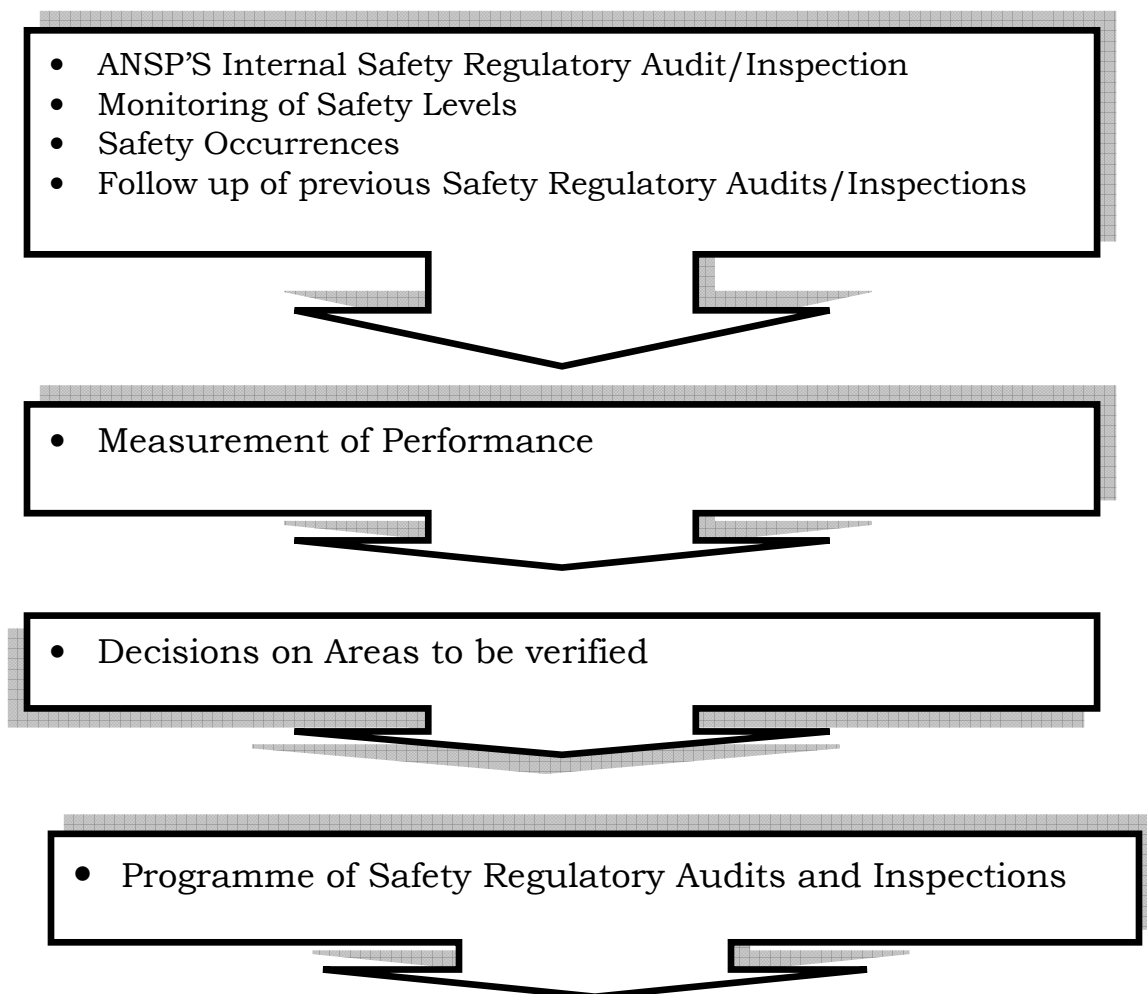 • ANSP'S Internal Safety Regulatory Audit/Inspection
• Monitoring of Safety Levels
• Safety Occurrences
• Follow up of previous Safety Regulatory Audits/Inspections
• Measurement of Performance
• Decisions on Areas to be verified
• Programme of Safety Regulatory Audits and Inspections